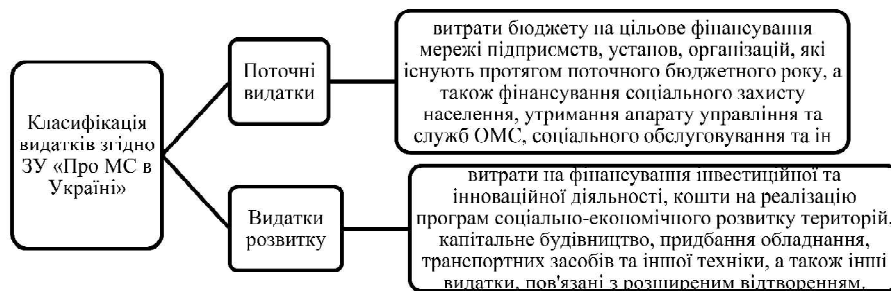 Класифікація
видатків згідно
ЗУ «Про МС в
Україні»
Поточні
видатки
витрати бюджету на цільове фінансування
мережі підприємств, установ, організацій, які
існують протягом поточного бюджетного року, а
також фінансування соціального захисту
населення, утримання апарату управління та
служб ОМС, соціального обслуговування та ін
Видатки
розвитку
витрати на фінансування інвестиційної та
інноваційної діяльності, кошти на реалізацію
програм соціально-економічного розвитку територій,
капітальне будівництво, придбання обладнання,
транспортних засобів та іншої техніки, а також інші
видатки, пов'язані з розширеним відтворенням.